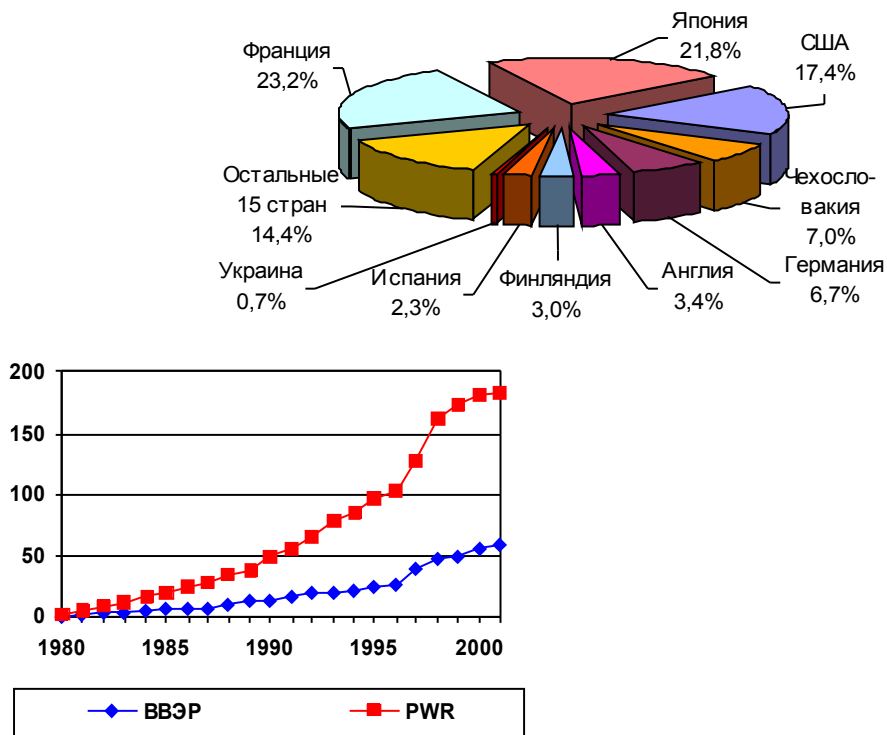 Франция
23,2%
Япония
21,8%
США
17,4%
Остальные
15 стран
14,4%
Чехосло-
вакия
7,0%
Украина
0,7%
Испания
2,3%
Финляндия
3,0%
Англия
3,4%
Германия
6,7%
200
150
100
50
0
1980
1985
1990
1995
2000
ВВЭР
PWR